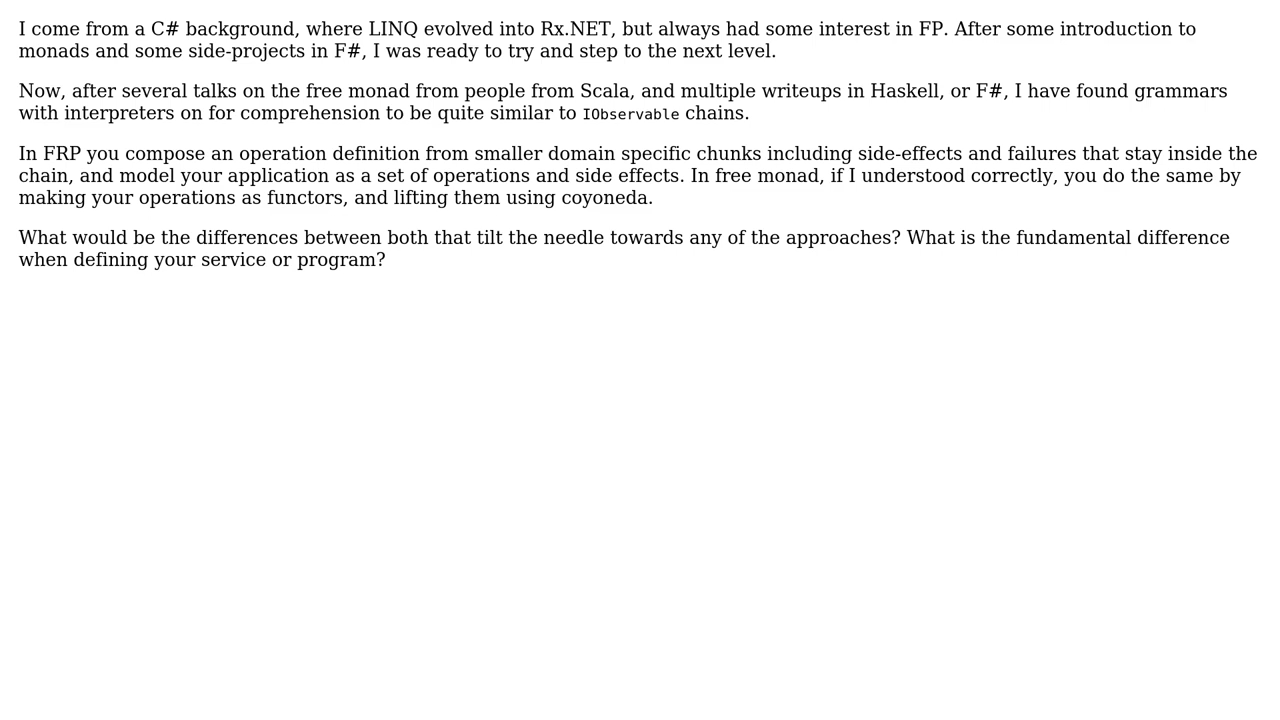 I come from a C# background, where LINQ evolved into Rx.NET, but always had some interest in FP. After some introduction to
monads and some side-projects in F#, I was ready to try and step to the next level.
Now, after several talks on the free monad from people from Scala, and multiple writeups in Haskell, or F#, I have found grammars
with interpreters on for comprehension to be quite similar to IObservable chains.
In FRP you compose an operation definition from smaller domain specific chunks including side-effects and failures that stay inside the
chain, and model your application as a set of operations and side effects. In free monad, if I understood correctly, you do the same by
making your operations as functors, and lifting them using coyoneda.
What would be the differences between both that tilt the needle towards any of the approaches? What is the fundamental difference
when defining your service or program?